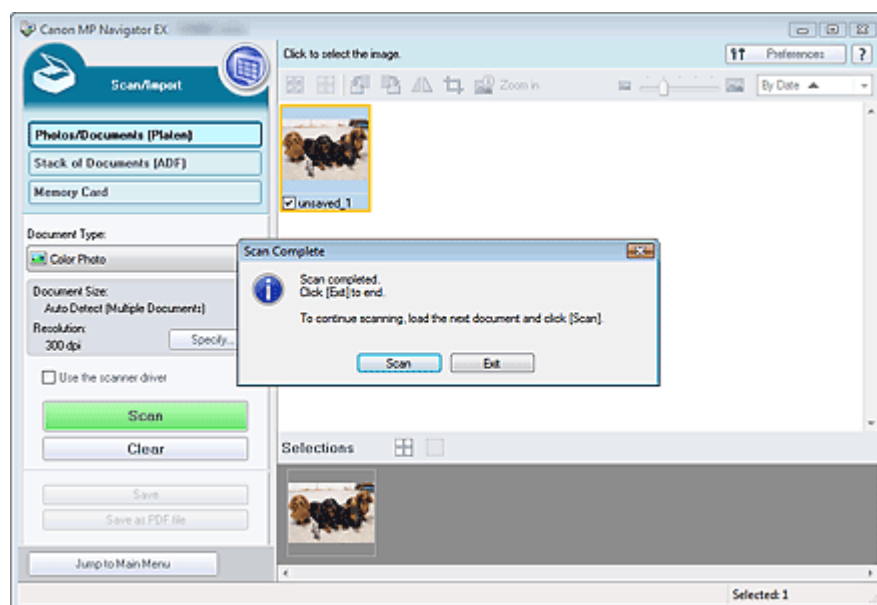 Canon MP Navigator EX
Scan/Import
Click to select the image.
Preferences
?
Zoom in
By Date
Photos/Documents (Platen)
Stack of Documents (ADF)
Memory Card
unsaved_1
Document Type:
Color Photo
Document Size:
Auto Detect (Multiple Documents)
Resolution:
300 dpi
Specify...
Use the scanner driver
Scan
Clear
Save
Save as PDF file
Jump to Main Menu
Scan Complete
Scan completed.
Click [Exit] to end.
To continue scanning, load the next document and click [Scan].
Scan
Exit
Selections
Selected: 1